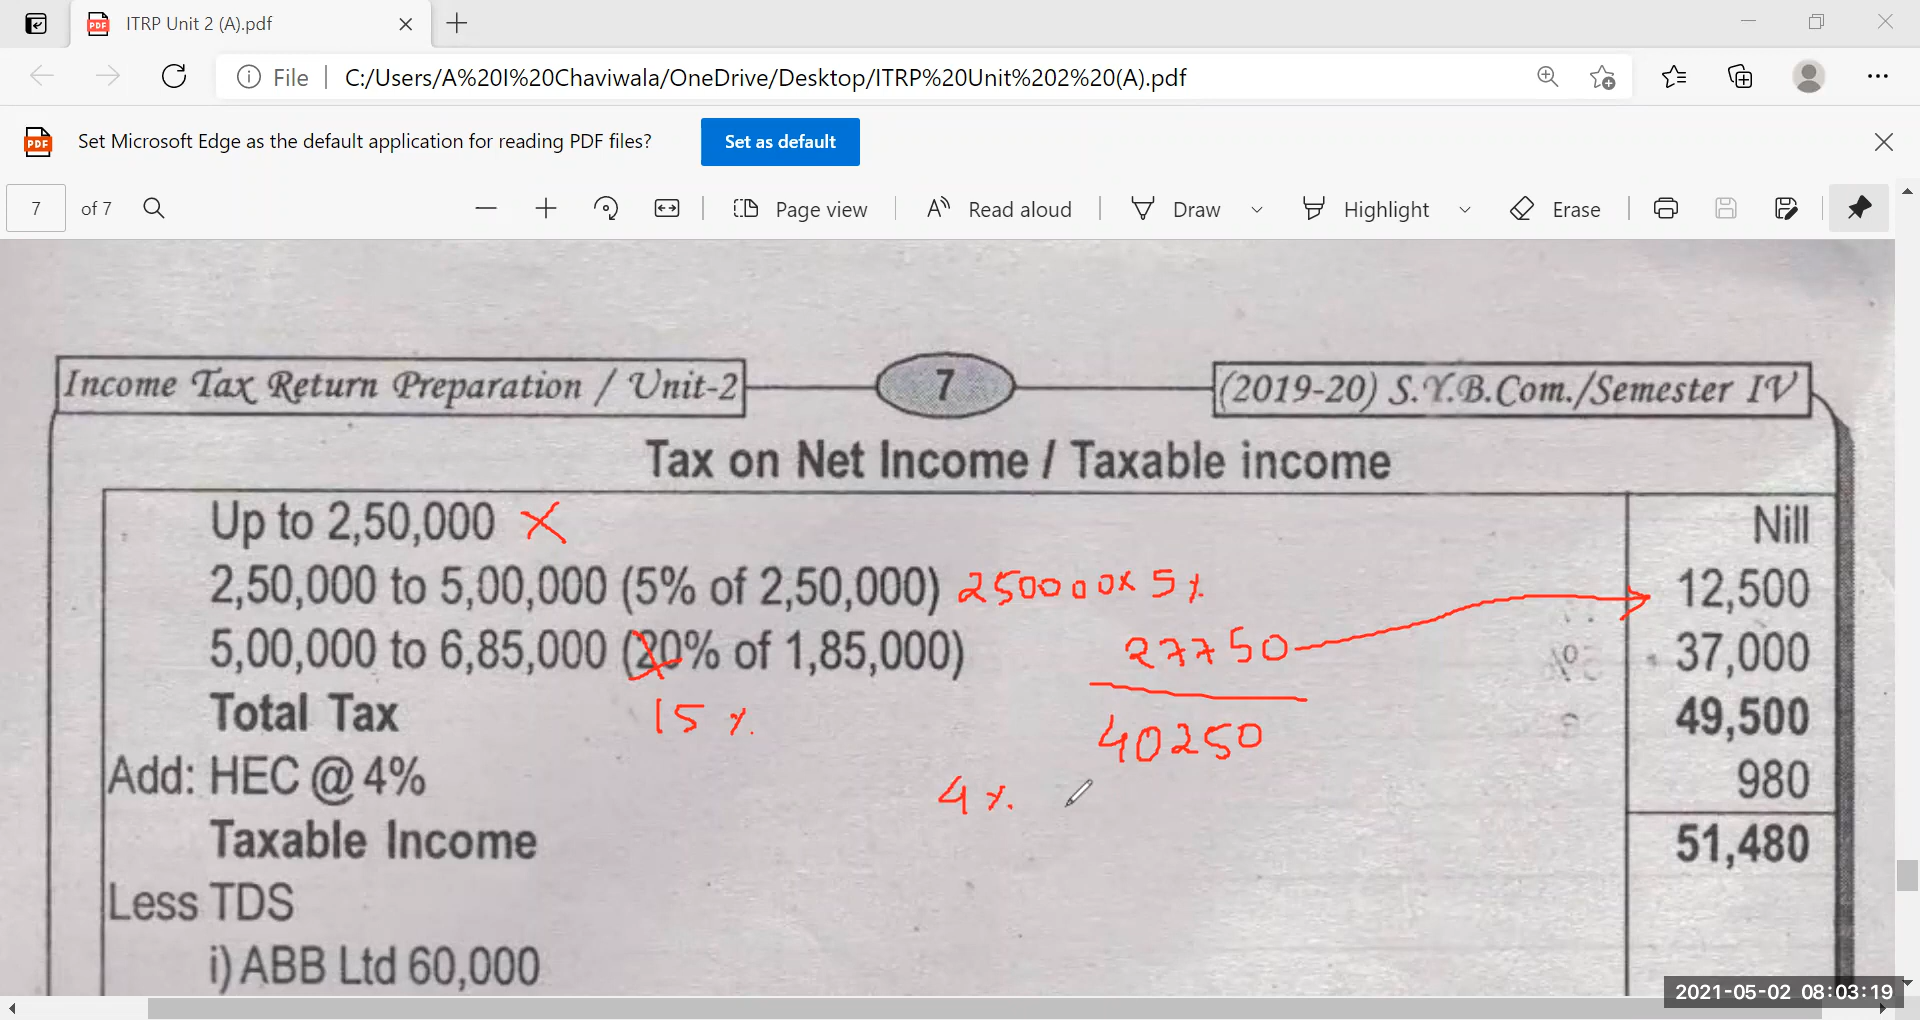 ITRP Unit 2 (A).pdf
File C:/Users/A%20I%20Chaviwala/OneDrive/Desktop/ITRP%20Unit%202%20(A).pdf
Set Microsoft Edge as the default application for reading PDF files? Set as default
7 of 7 Page view Read aloud Draw Highlight Erase
Income Tax Return Preparation / Unit-2 7 (2019-20) S.Y.B.Com./Semester IV
Tax on Net Income / Taxable income
Up to 2,50,000 X Nill
2,50,000 to 5,00,000 (5% of 2,50,000) 250000x 5% 12,500
5,00,000 to 6,85,000 (20% of 1,85,000) 27750 37,000
Total Tax 15% 40250 49,500
Add: HEC @ 4% 4% 980
Taxable Income 51,480
Less TDS
i) ABB Ltd 60,000
2021-05-02 08:03:19